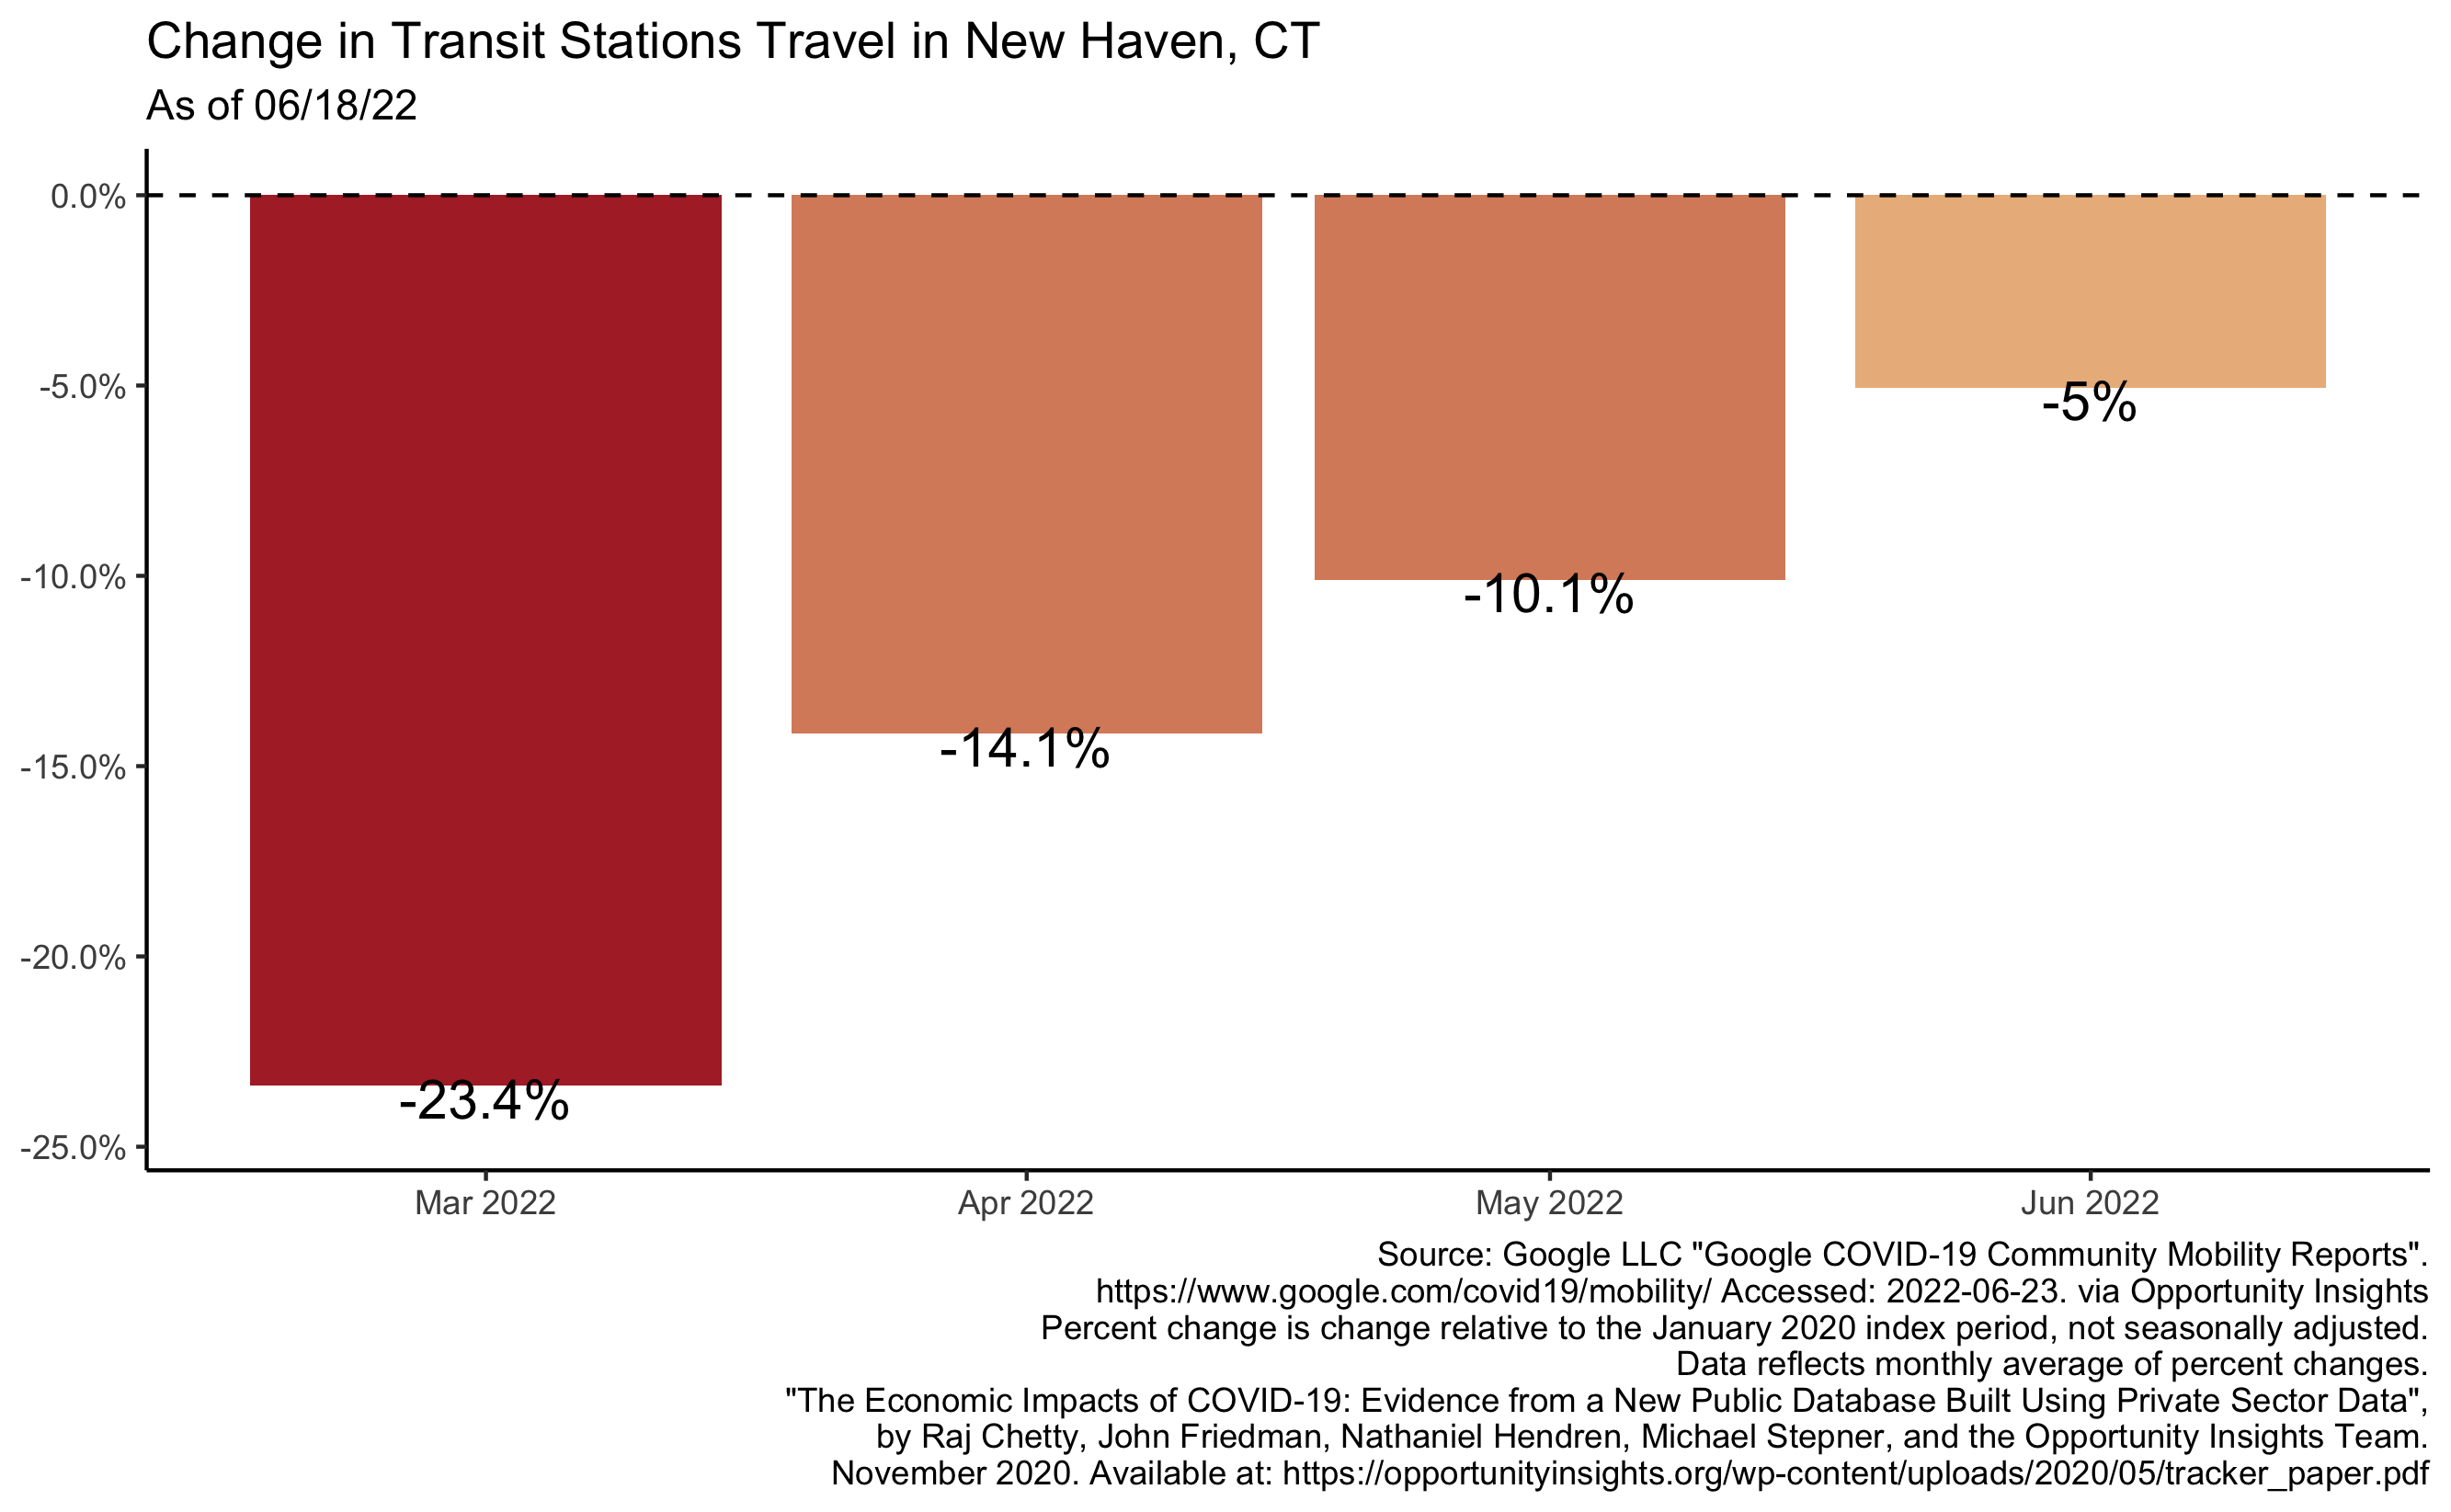 Change in Transit Stations Travel in New Haven, CT
As of 06/18/22
0.0%
-5.0%
-10.0%
-15.0%
-20.0%
-25.0%
-23.4%
-14.1%
-10.1%
-5%
Mar 2022
Apr 2022
May 2022
Jun 2022
Source: Google LLC "Google COVID-19 Community Mobility Reports".
https://www.google.com/covid19/mobility/ Accessed: 2022-06-23. via Opportunity Insights
Percent change is change relative to the January 2020 index period, not seasonally adjusted.
Data reflects monthly average of percent changes.
"The Economic Impacts of COVID-19: Evidence from a New Public Database Built Using Private Sector Data",
by Raj Chetty, John Friedman, Nathaniel Hendren, Michael Stepner, and the Opportunity Insights Team.
November 2020. Available at: https://opportunityinsights.org/wp-content/uploads/2020/05/tracker_paper.pdf